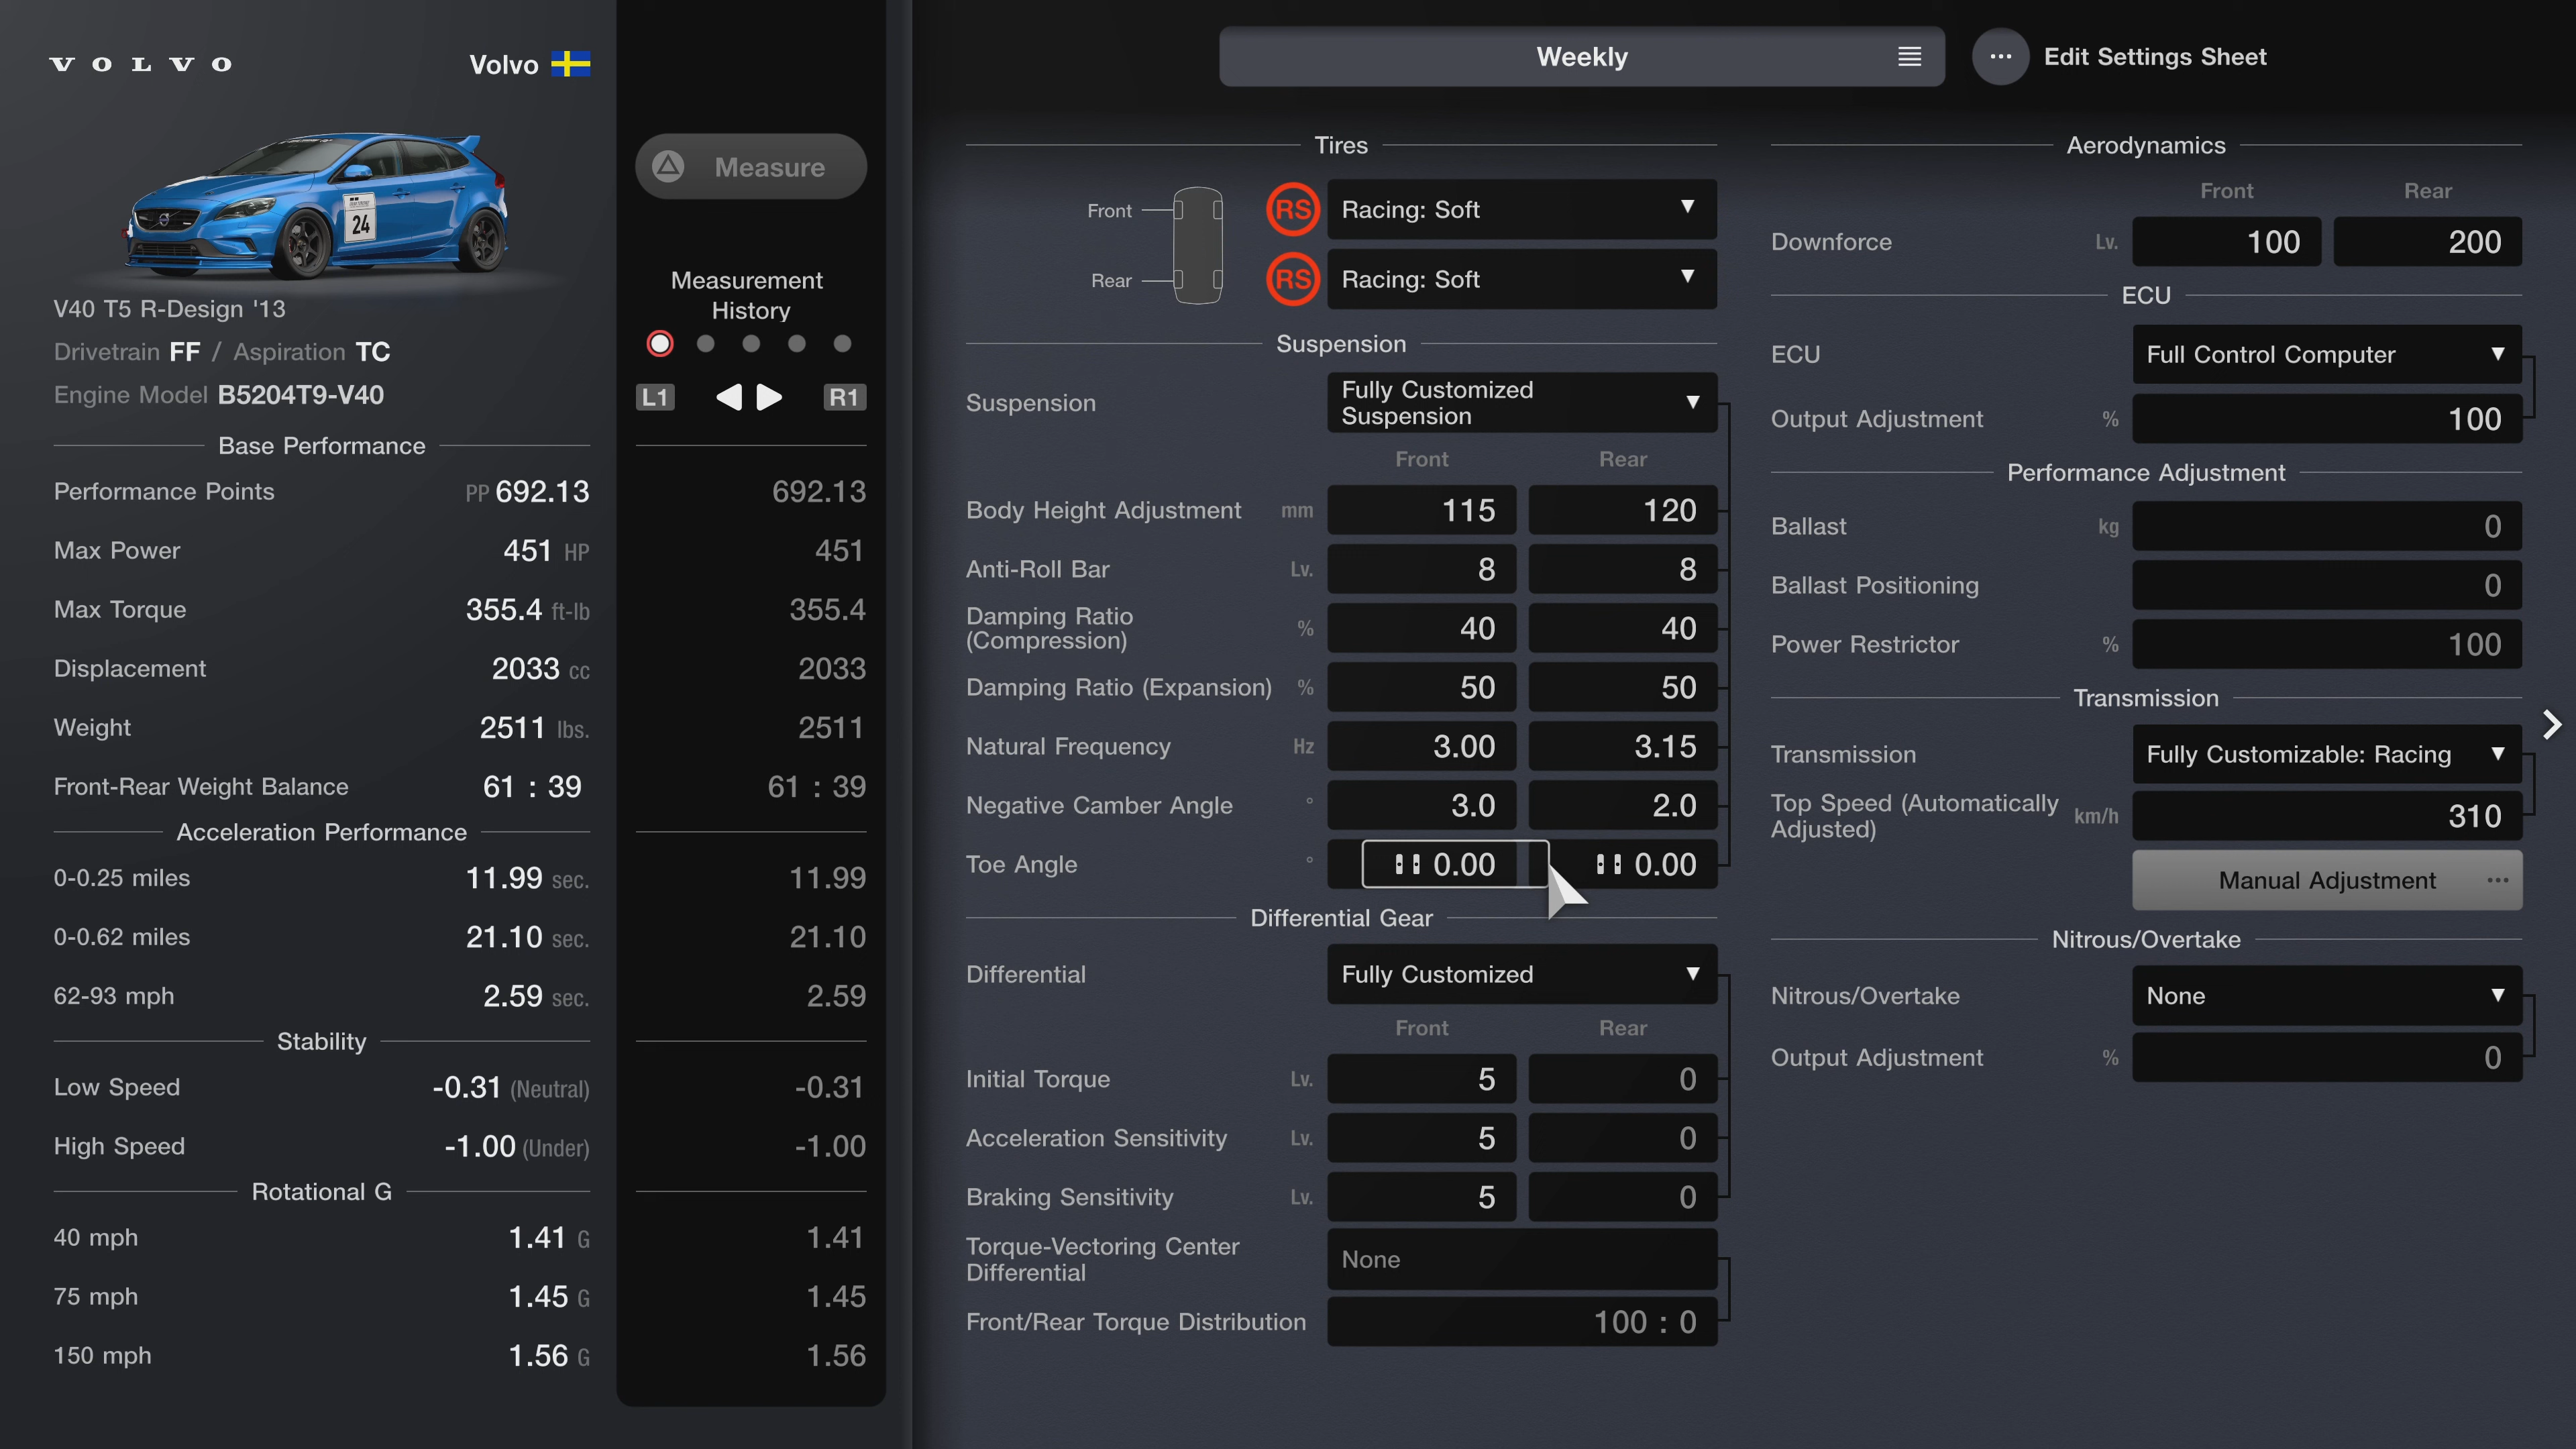 VOLVO
Volvo
24
V40 T5 R-Design '13
Drivetrain FF / Aspiration TC
Engine Model B5204T9-V40
Base Performance
Performance Points PP 692.13
Max Power 451 HP
Max Torque 355.4 ft-lb
Displacement 2033 cc
Weight 2511 lbs.
Front-Rear Weight Balance 61 : 39
Acceleration Performance
0-0.25 miles 11.99 sec.
0-0.62 miles 21.10 sec.
62-93 mph 2.59 sec.
Stability
Low Speed -0.31 (Neutral)
High Speed -1.00 (Under)
Rotational G
40 mph 1.41 G
75 mph 1.45 G
150 mph 1.56 G
Measure
Measurement
History
L1 R1
692.13
451
355.4
2033
2511
61 : 39
11.99
21.10
2.59
-0.31
-1.00
1.41
1.45
1.56
Weekly
Edit Settings Sheet
Tires
Front RS Racing: Soft
Rear RS Racing: Soft
Suspension
Suspension Fully Customized
Suspension
Front Rear
Body Height Adjustment mm 115 120
Anti-Roll Bar Lv. 8 8
Damping Ratio
(Compression) % 40 40
Damping Ratio (Expansion) % 50 50
Natural Frequency Hz 3.00 3.15
Negative Camber Angle ° 3.0 2.0
Toe Angle ° 0.00 0.00
Differential Gear
Differential Fully Customized
Front Rear
Initial Torque Lv. 5 0
Acceleration Sensitivity Lv. 5 0
Braking Sensitivity Lv. 5 0
Torque-Vectoring Center
Differential None
Front/Rear Torque Distribution 100 : 0
Aerodynamics
Front Rear
Downforce Lv. 100 200
ECU
ECU Full Control Computer
Output Adjustment % 100
Performance Adjustment
Ballast kg 0
Ballast Positioning 0
Power Restrictor % 100
Transmission
Transmission Fully Customizable: Racing
Top Speed (Automatically
Adjusted) km/h 310
Manual Adjustment
Nitrous/Overtake
Nitrous/Overtake None
Output Adjustment % 0